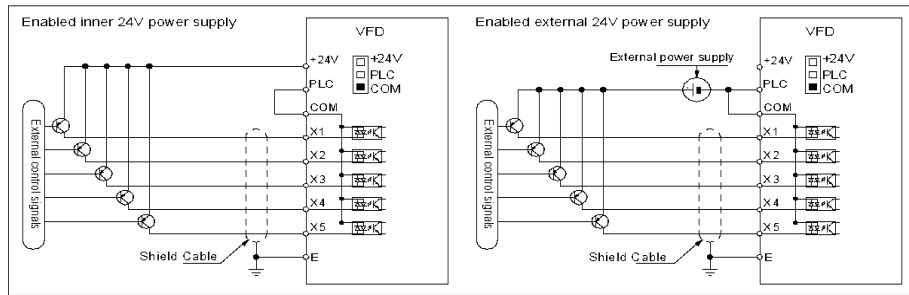 Enabled inner 24V power supply
VFD
+24V
+24V
PLC
COM
PLC
COM
X1
X2
X3
X4
X5
E
External control signals
Shield Cable
Enabled external 24V power supply
VFD
External power supply
+24V
+24V
PLC
COM
PLC
COM
X1
X2
X3
X4
X5
E
External control signals
Shield Cable